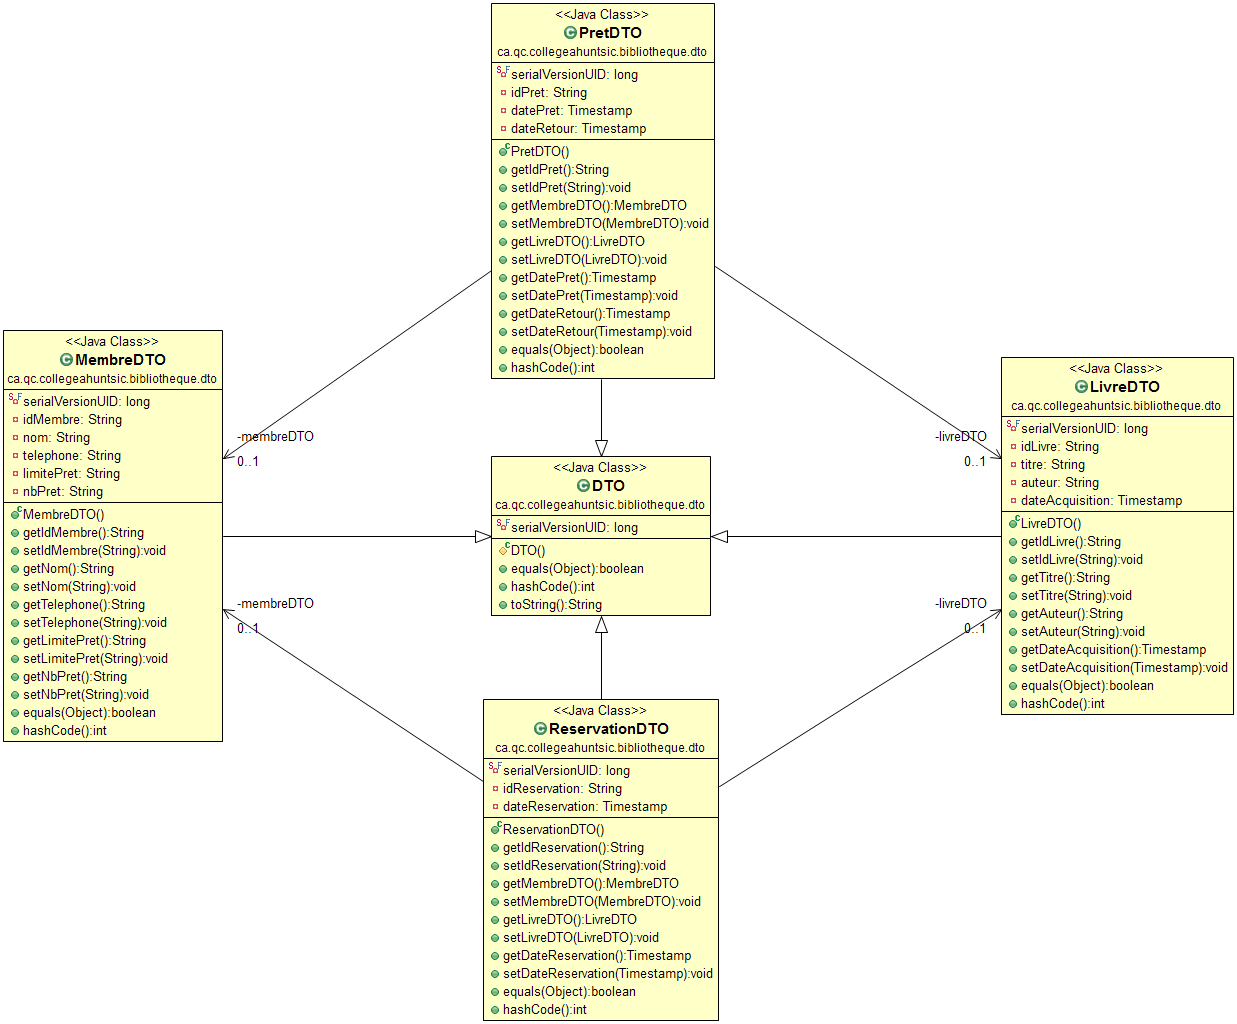 <<Java Class>>
PretDTO
ca.qc.collegeahuntsic.bibliotheque.dto
serialVersionUID: long
idPret: String
datePret: Timestamp
dateRetour: Timestamp
PretDTO()
getIdPret():String
setIdPret(String):void
getMembreDTO():MembreDTO
setMembreDTO(MembreDTO):void
getLivreDTO():LivreDTO
setLivreDTO(LivreDTO):void
getDatePret():Timestamp
setDatePret(Timestamp):void
getDateRetour():Timestamp
setDateRetour(Timestamp):void
equals(Object):boolean
hashCode():int
<<Java Class>>
MembreDTO
ca.qc.collegeahuntsic.bibliotheque.dto
serialVersionUID: long
idMembre: String
nom: String
telephone: String
limitePret: String
nbPret: String
MembreDTO()
getIdMembre():String
setIdMembre(String):void
getNom():String
setNom(String):void
getTelephone():String
setTelephone(String):void
getLimitePret():String
setLimitePret(String):void
getNbPret():String
setNbPret(String):void
equals(Object):boolean
hashCode():int
-membreDTO
0..1
-membreDTO
0..1
<<Java Class>>
DTO
ca.qc.collegeahuntsic.bibliotheque.dto
serialVersionUID: long
DTO()
equals(Object):boolean
hashCode():int
toString():String
-livreDTO
0..1
-livreDTO
0..1
<<Java Class>>
LivreDTO
ca.qc.collegeahuntsic.bibliotheque.dto
serialVersionUID: long
idLivre: String
titre: String
auteur: String
dateAcquisition: Timestamp
LivreDTO()
getIdLivre():String
setIdLivre(String):void
getTitre():String
setTitre(String):void
getAuteur():String
setAuteur(String):void
getDateAcquisition():Timestamp
setDateAcquisition(Timestamp):void
equals(Object):boolean
hashCode():int
<<Java Class>>
ReservationDTO
ca.qc.collegeahuntsic.bibliotheque.dto
serialVersionUID: long
idReservation: String
dateReservation: Timestamp
ReservationDTO()
getIdReservation():String
setIdReservation(String):void
getMembreDTO():MembreDTO
setMembreDTO(MembreDTO):void
getLivreDTO():LivreDTO
setLivreDTO(LivreDTO):void
getDateReservation():Timestamp
setDateReservation(Timestamp):void
equals(Object):boolean
hashCode():int